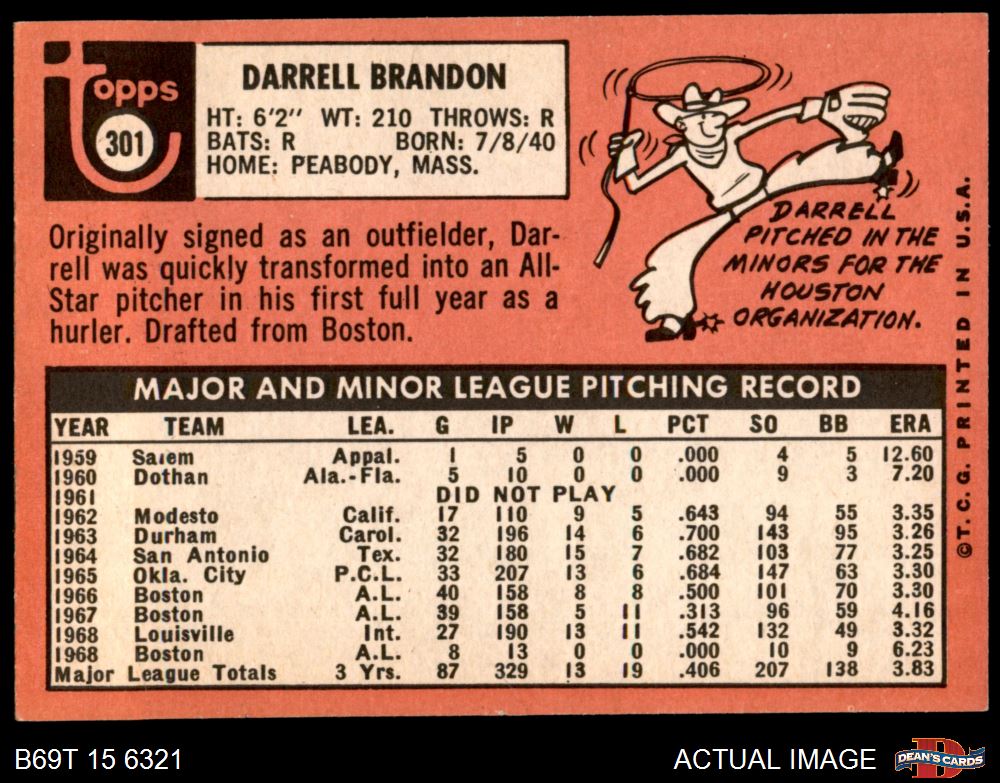 topps
301
DARRELL BRANDON
HT: 6'2" WT: 210 THROWS: R
BATS: R BORN: 7/8/40
HOME: PEABODY, MASS.
Originally signed as an outfielder, Dar-
rell was quickly transformed into an All-
Star pitcher in his first full year as a
hurler. Drafted from Boston.
DARRELL
PITCHED IN THE
MINORS FOR THE
HOUSTON
ORGANIZATION.
MAJOR AND MINOR LEAGUE PITCHING RECORD
YEAR TEAM LEA. G IP W L PCT SO BB ERA
1959 Salem Appal. 1 5 0 0 .000 4 5 12.60
1960 Dothan Ala.-Fla. 5 10 0 0 .000 9 3 7.20
1961 DID NOT PLAY
1962 Modesto Calif. 17 110 9 5 .643 94 55 3.35
1963 Durham Carol. 32 196 14 6 .700 143 95 3.26
1964 San Antonio Tex. 32 180 15 7 .682 103 77 3.25
1965 Okla. City P.C.L. 33 207 13 6 .684 147 63 3.30
1966 Boston A.L. 40 158 8 8 .500 101 70 3.30
1967 Boston A.L. 39 158 5 11 .313 96 59 4.16
1968 Louisville Int. 27 190 13 11 .542 132 49 3.32
1968 Boston A.L. 8 13 0 0 .000 10 9 6.23
Major League Totals 3 Yrs. 87 329 13 19 .406 207 138 3.83
©T.C.G. PRINTED IN U.S.A.
B69T 15 6321
ACTUAL IMAGE
D
DEAN'S CARDS